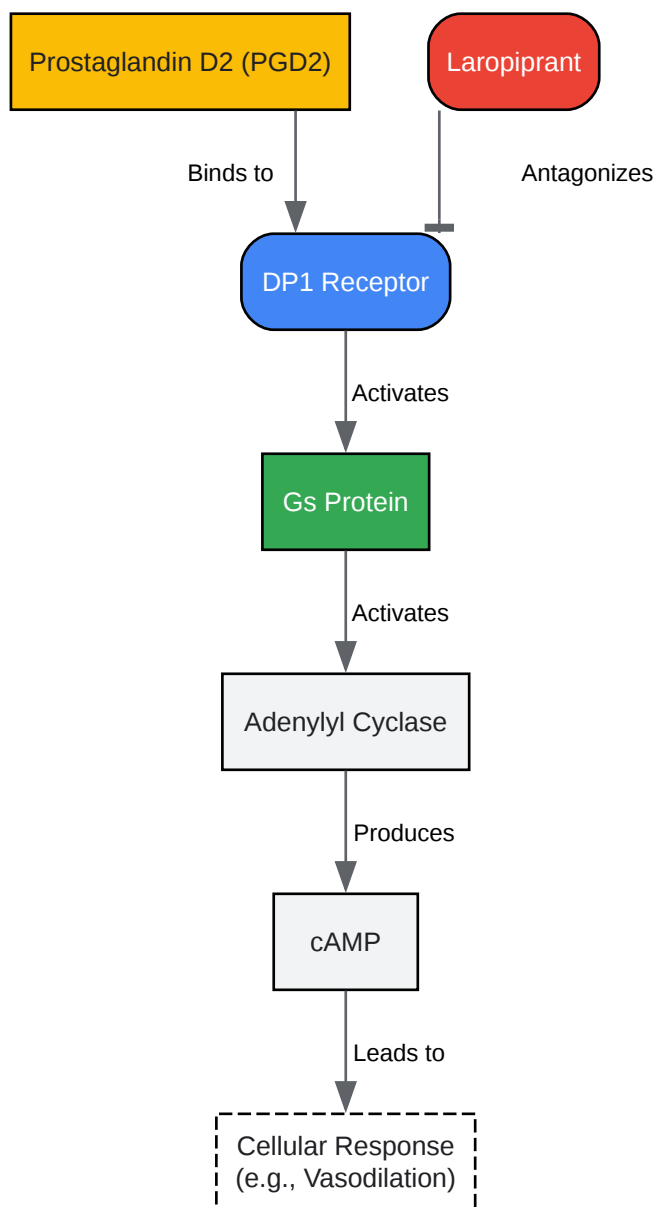 Prostaglandin D2 (PGD2)
Laropiprant
Binds to
Antagonizes
DP1 Receptor
Activates
Gs Protein
Activates
Adenylyl Cyclase
Produces
cAMP
Leads to
Cellular Response
(e.g., Vasodilation)